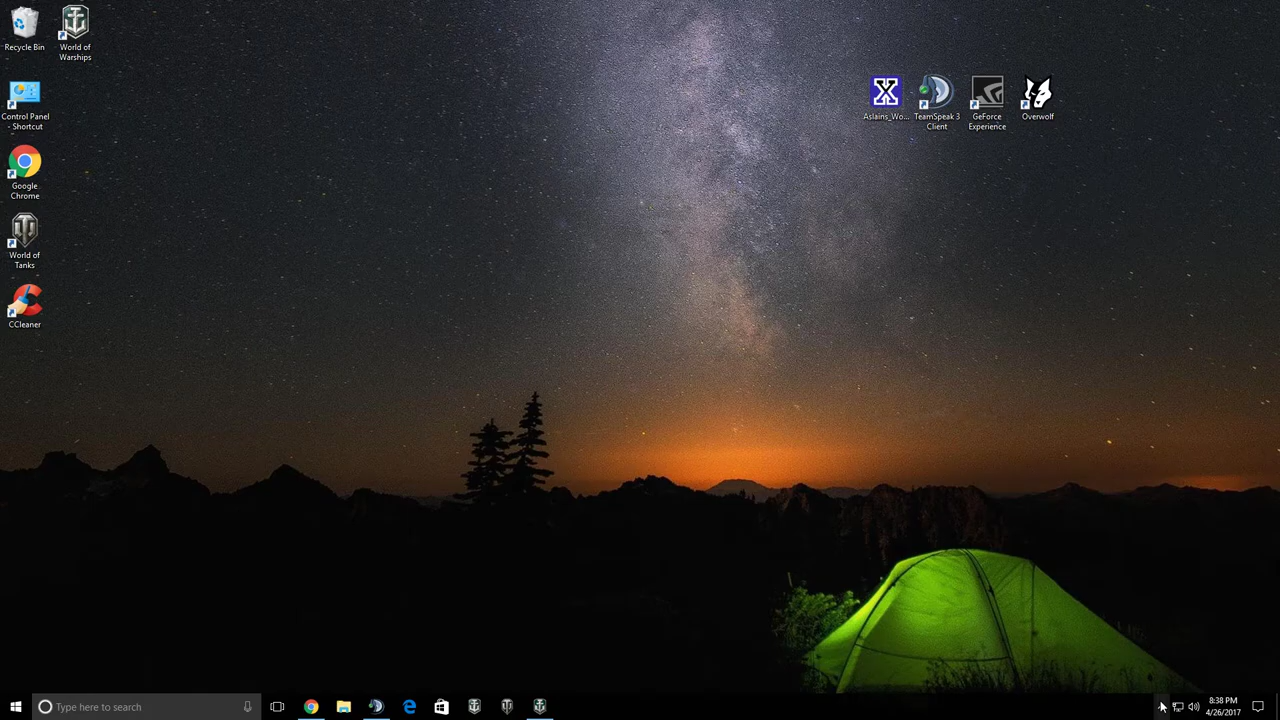 Recycle Bin
World of
Warships
Control Panel
- Shortcut
Google
Chrome
World of
Tanks
CCleaner
X
Aslains_Wo...
TeamSpeak 3
Client
GeForce
Experience
Overwolf
Type here to search
8:38 PM
4/26/2017